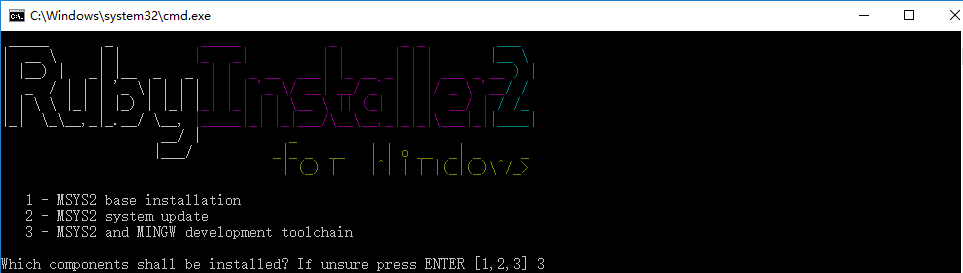 C:\Windows\system32\cmd.exe
RubyInstaller2
for Windows
1 - MSYS2 base installation
2 - MSYS2 system update
3 - MSYS2 and MINGW development toolchain
Which components shall be installed? If unsure press ENTER [1,2,3] 3